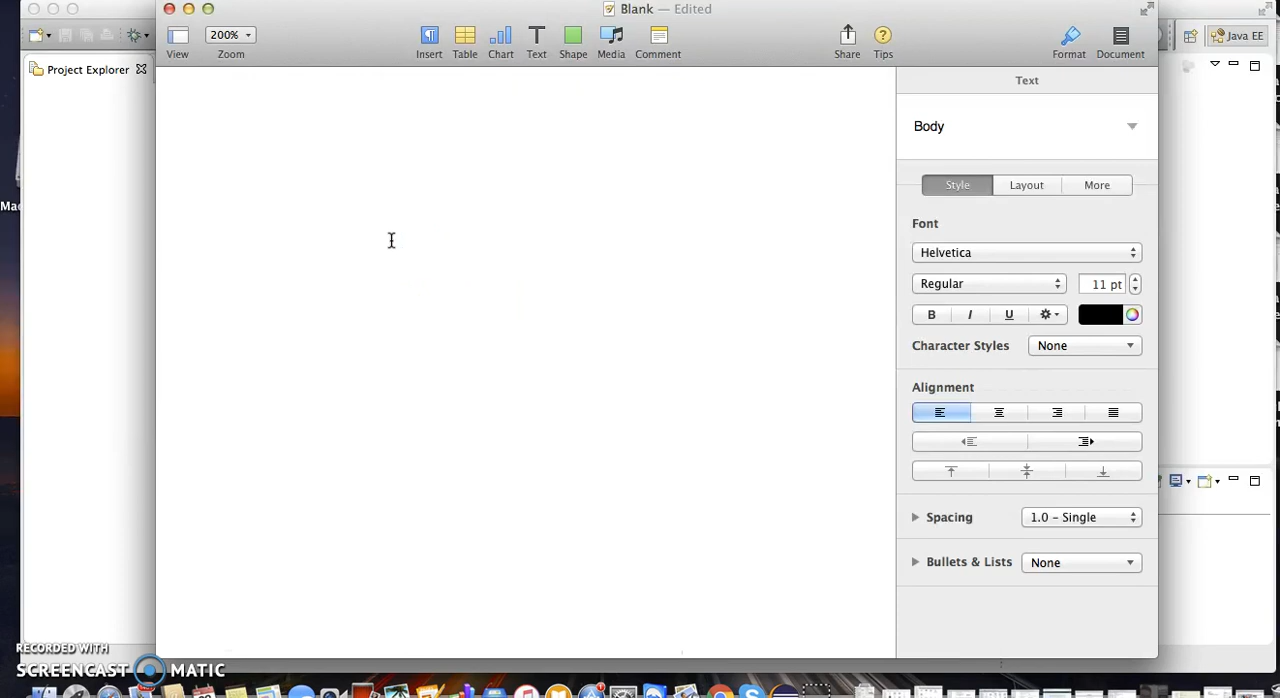 Blank — Edited
200%
View
Zoom
Insert
Table
Chart
Text
Shape
Media
Comment
Share
Tips
Format
Document
Java EE
Project Explorer
Text
Body
Style
Layout
More
Font
Helvetica
Regular
11 pt
B
I
U
Character Styles
None
Alignment
Spacing
1.0 – Single
Bullets & Lists
None
Mac
RECORDED WITH
SCREENCAST MATIC